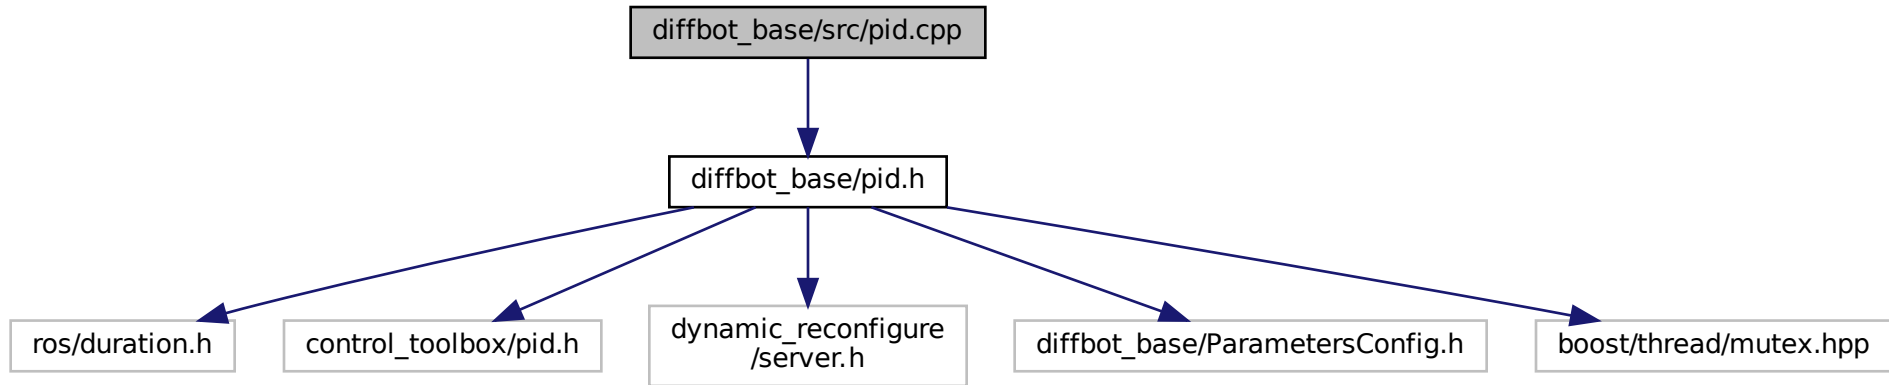 diffbot_base/src/pid.cpp
diffbot_base/pid.h
ros/duration.h
control_toolbox/pid.h
dynamic_reconfigure
/server.h
diffbot_base/ParametersConfig.h
boost/thread/mutex.hpp